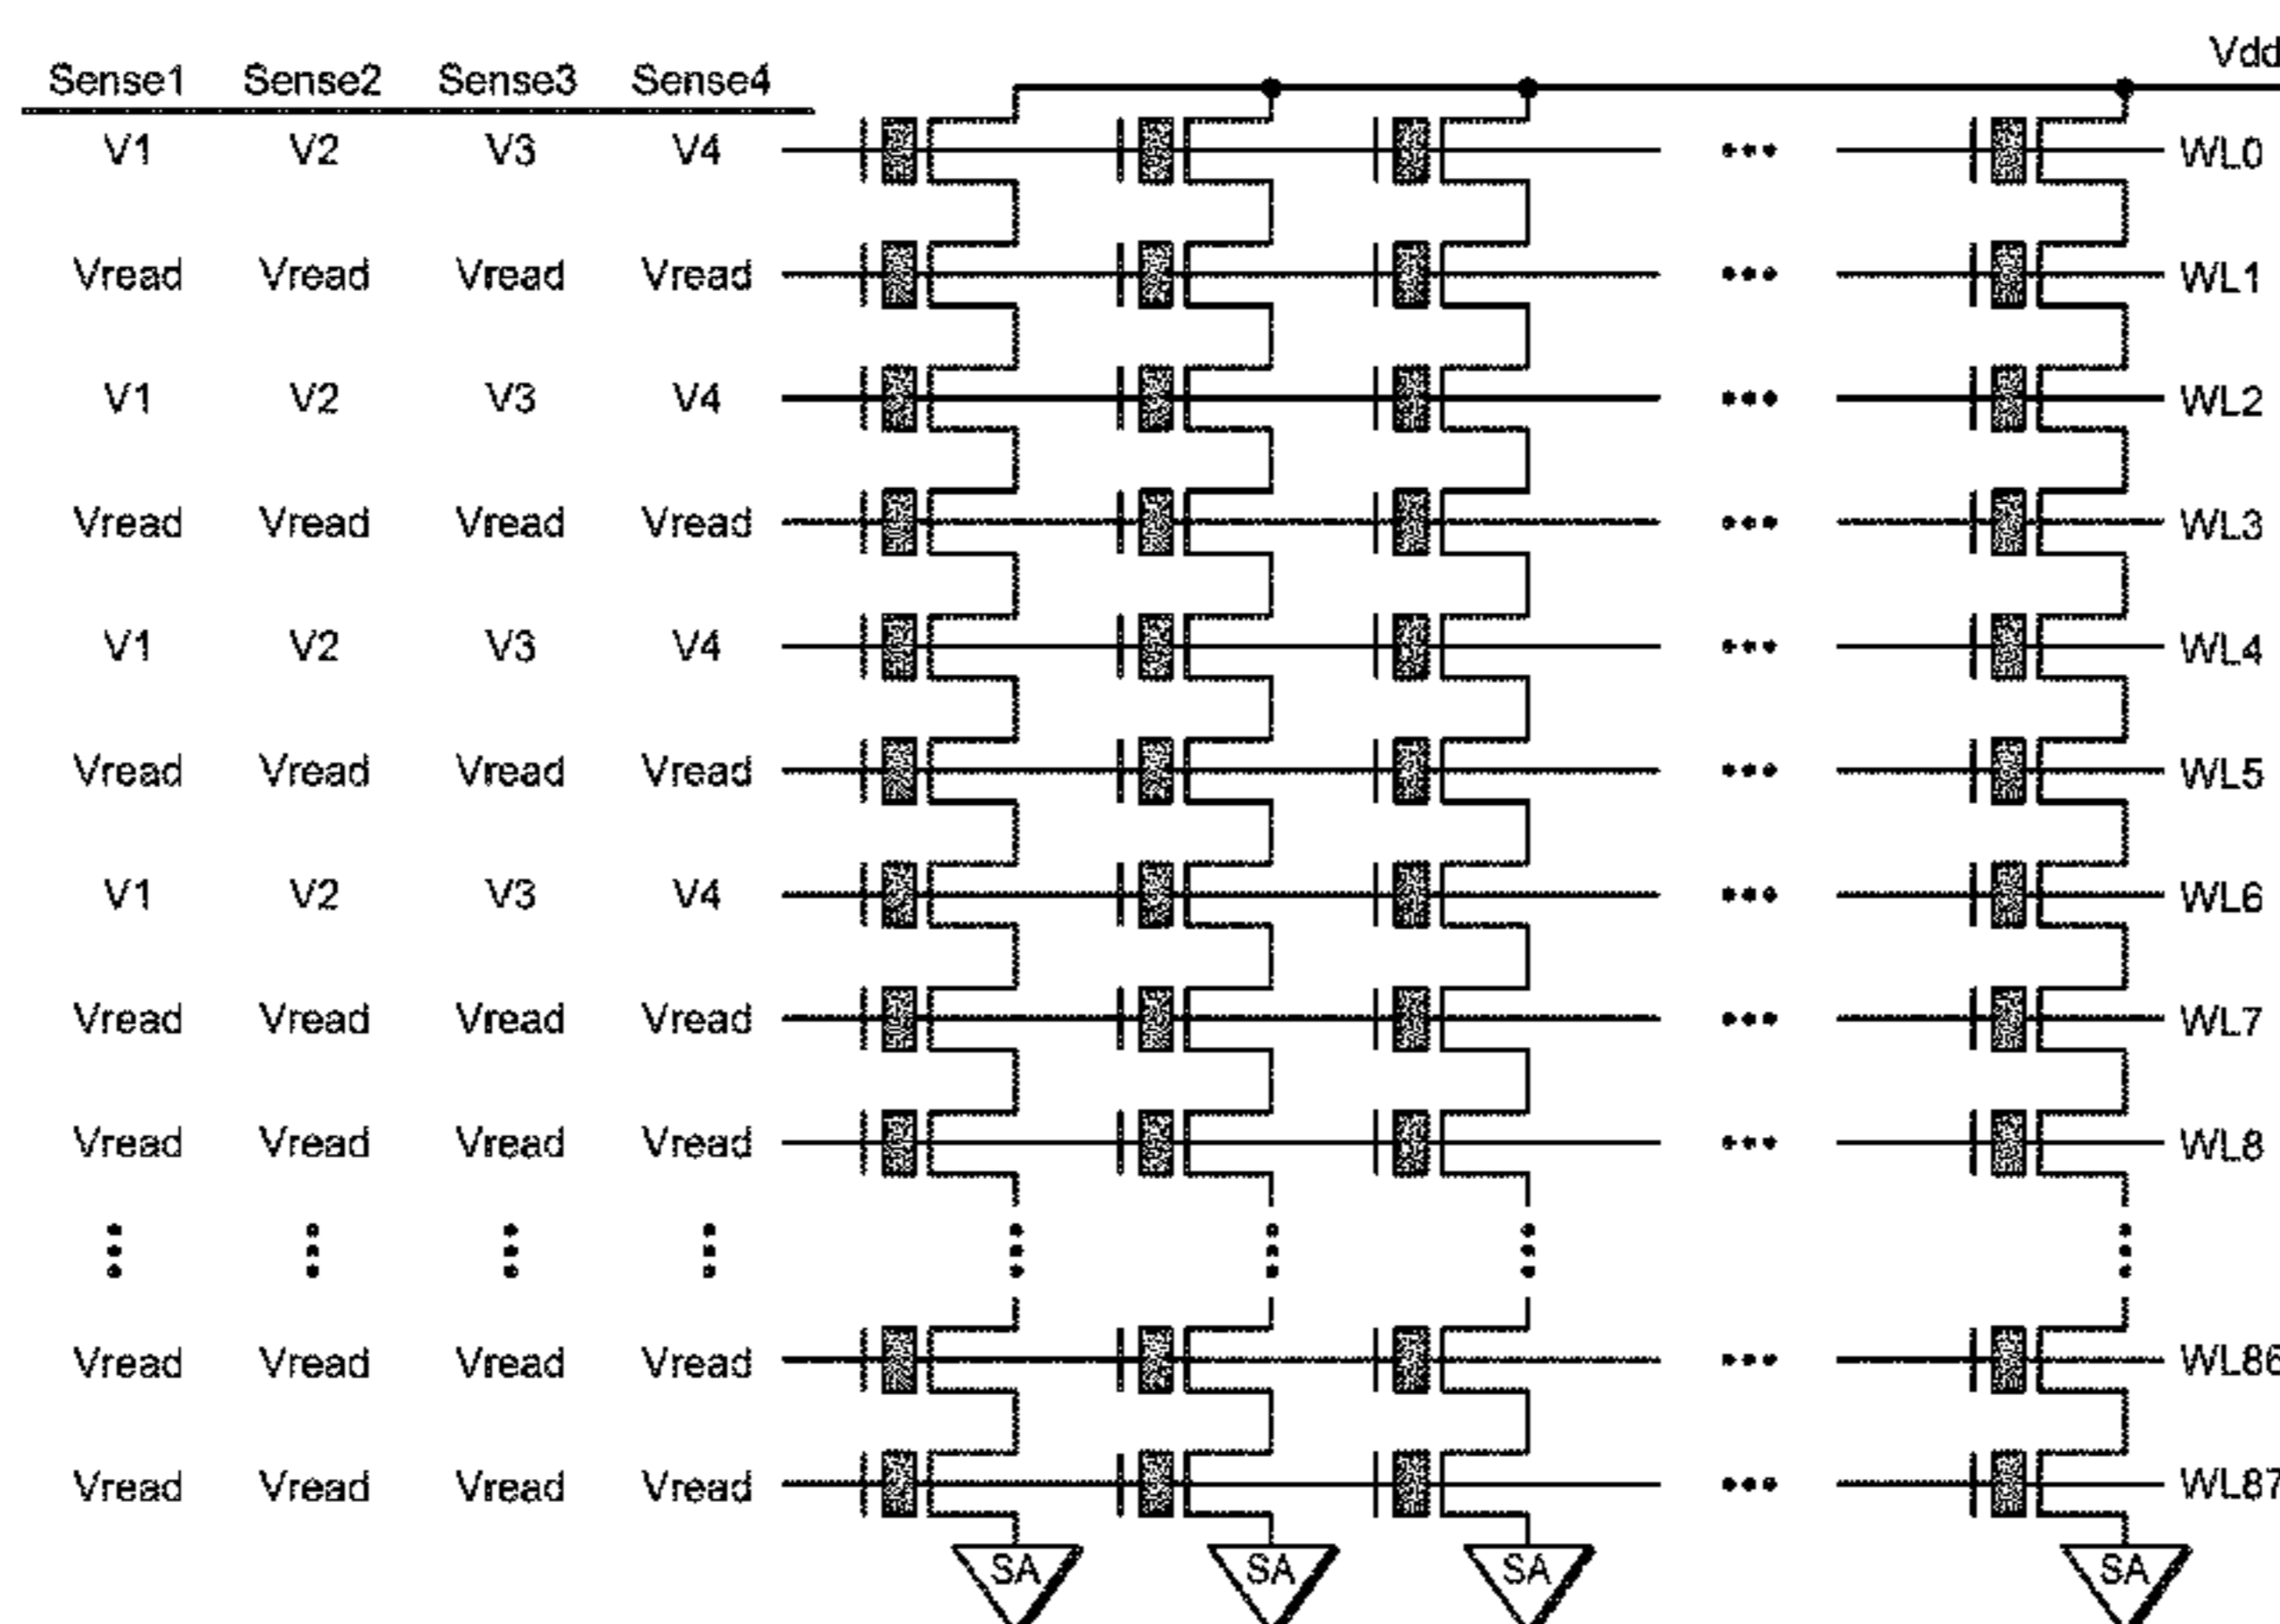 Sense1 Sense2 Sense3 Sense4 Vdd
V1 V2 V3 V4 WL0
Vread Vread Vread Vread WL1
V1 V2 V3 V4 WL2
Vread Vread Vread Vread WL3
V1 V2 V3 V4 WL4
Vread Vread Vread Vread WL5
V1 V2 V3 V4 WL6
Vread Vread Vread Vread WL7
Vread Vread Vread Vread WL8
Vread Vread Vread Vread WL86
Vread Vread Vread Vread WL87
SA SA SA SA